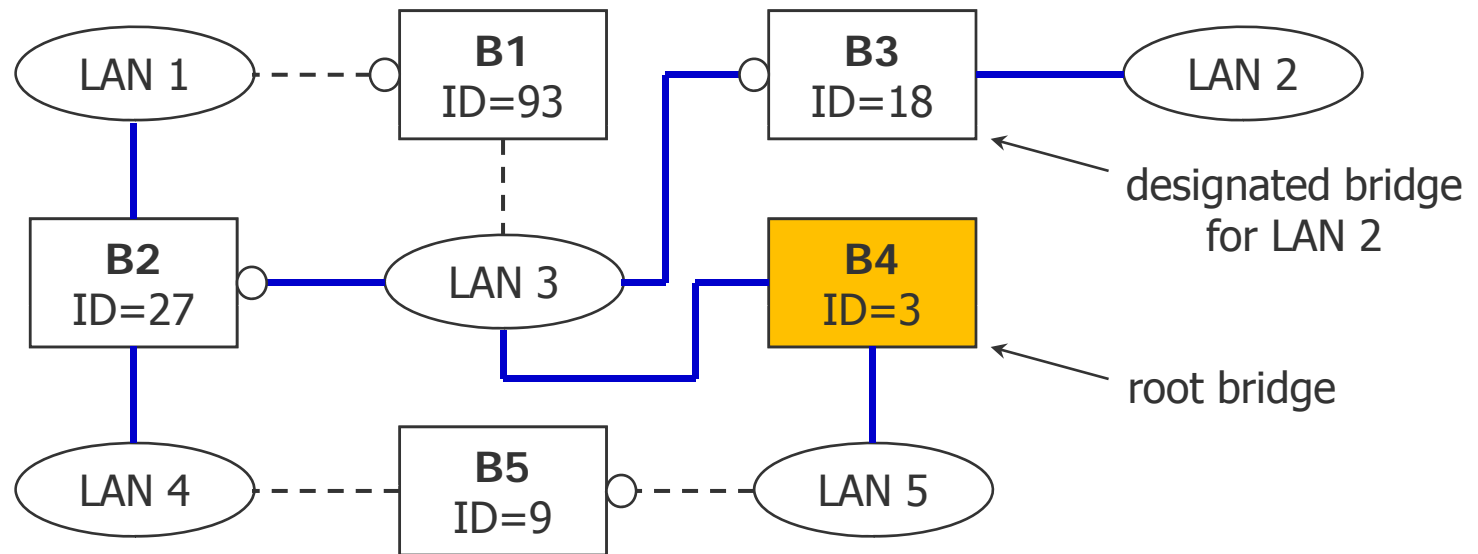 LAN 1
B1
ID=93
B3
ID=18
LAN 2
designated bridge
for LAN 2
B2
ID=27
LAN 3
B4
ID=3
root bridge
LAN 4
B5
ID=9
LAN 5